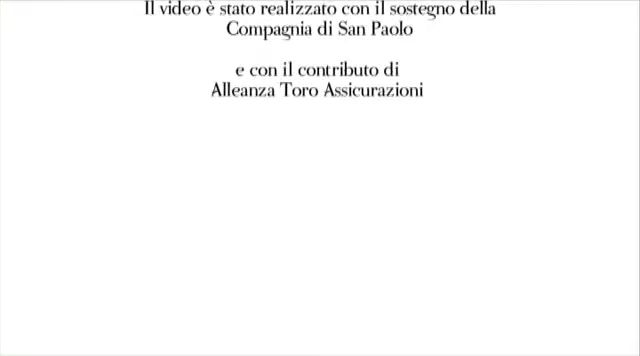 Il video è stato realizzato con il sostegno della
Compagnia di San Paolo
e con il contributo di
Alleanza Toro Assicurazioni